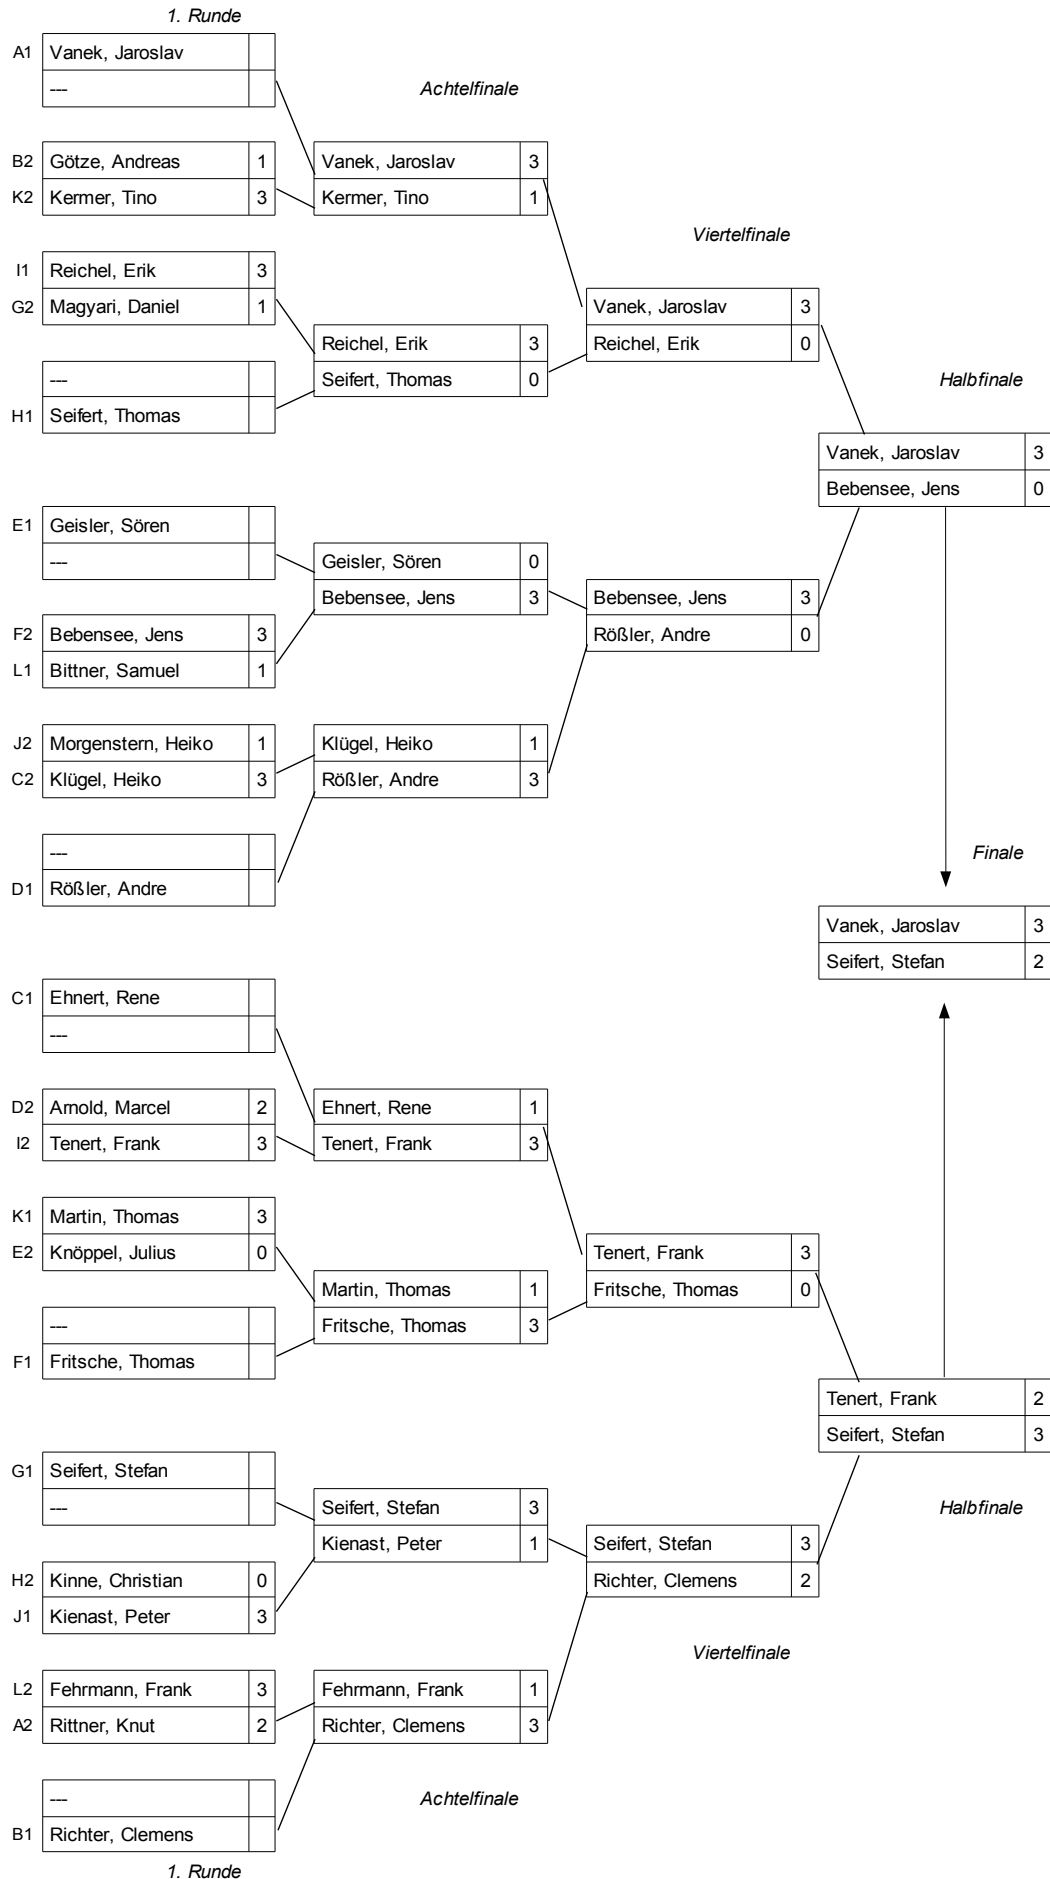 1. Runde
A1 Vanek, Jaroslav
---
Achtelfinale
B2 Götze, Andreas 1
K2 Kermer, Tino 3
Vanek, Jaroslav 3
Kermer, Tino 1
Viertelfinale
I1 Reichel, Erik 3
G2 Magyari, Daniel 1
Vanek, Jaroslav 3
Reichel, Erik 0
Reichel, Erik 3
Seifert, Thomas 0
---
H1 Seifert, Thomas
Halbfinale
Vanek, Jaroslav 3
Bebensee, Jens 0
E1 Geisler, Sören
---
Geisler, Sören 0
Bebensee, Jens 3
Bebensee, Jens 3
Rößler, Andre 0
F2 Bebensee, Jens 3
L1 Bittner, Samuel 1
J2 Morgenstern, Heiko 1
C2 Klügel, Heiko 3
Klügel, Heiko 1
Rößler, Andre 3
---
D1 Rößler, Andre
Finale
Vanek, Jaroslav 3
Seifert, Stefan 2
C1 Ehnert, Rene
---
D2 Arnold, Marcel 2
I2 Tenert, Frank 3
Ehnert, Rene 1
Tenert, Frank 3
K1 Martin, Thomas 3
E2 Knöppel, Julius 0
Tenert, Frank 3
Fritsche, Thomas 0
Martin, Thomas 1
Fritsche, Thomas 3
---
F1 Fritsche, Thomas
Tenert, Frank 2
Seifert, Stefan 3
G1 Seifert, Stefan
---
Seifert, Stefan 3
Kienast, Peter 1
Halbfinale
Seifert, Stefan 3
Richter, Clemens 2
H2 Kinne, Christian 0
J1 Kienast, Peter 3
Viertelfinale
L2 Fehrmann, Frank 3
A2 Rittner, Knut 2
Fehrmann, Frank 1
Richter, Clemens 3
Achtelfinale
---
B1 Richter, Clemens
1. Runde